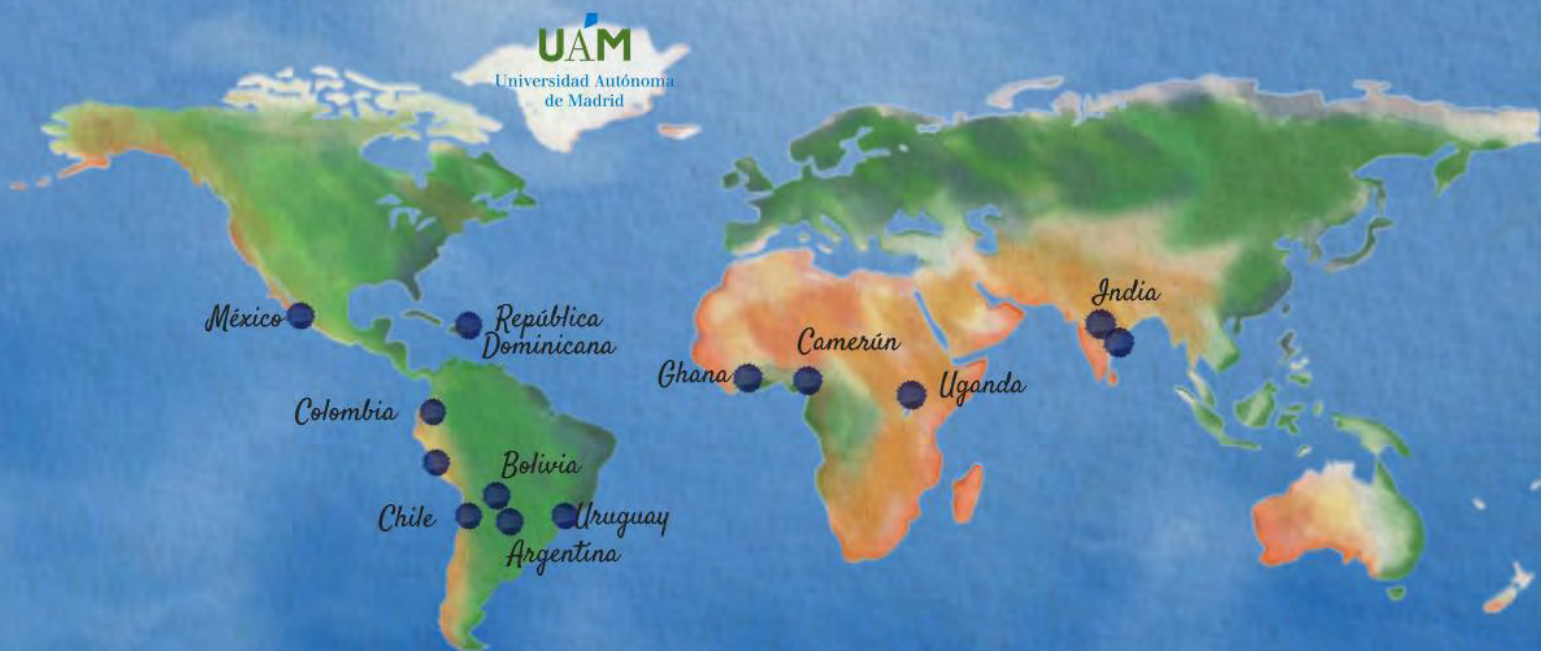 UAM
Universidad Autónoma
de Madrid
India
México
República
Dominicana
Camerún
Ghana
Uganda
Colombia
Bolivia
Chile
Uruguay
Argentina